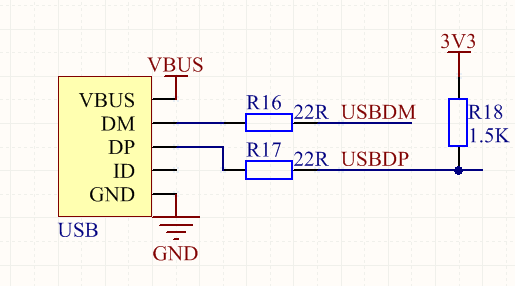 VBUS
3V3
VBUS
DM
DP
ID
GND
R16
22R
USBDM
R17
22R
USBDP
R18
1.5K
USB
GND